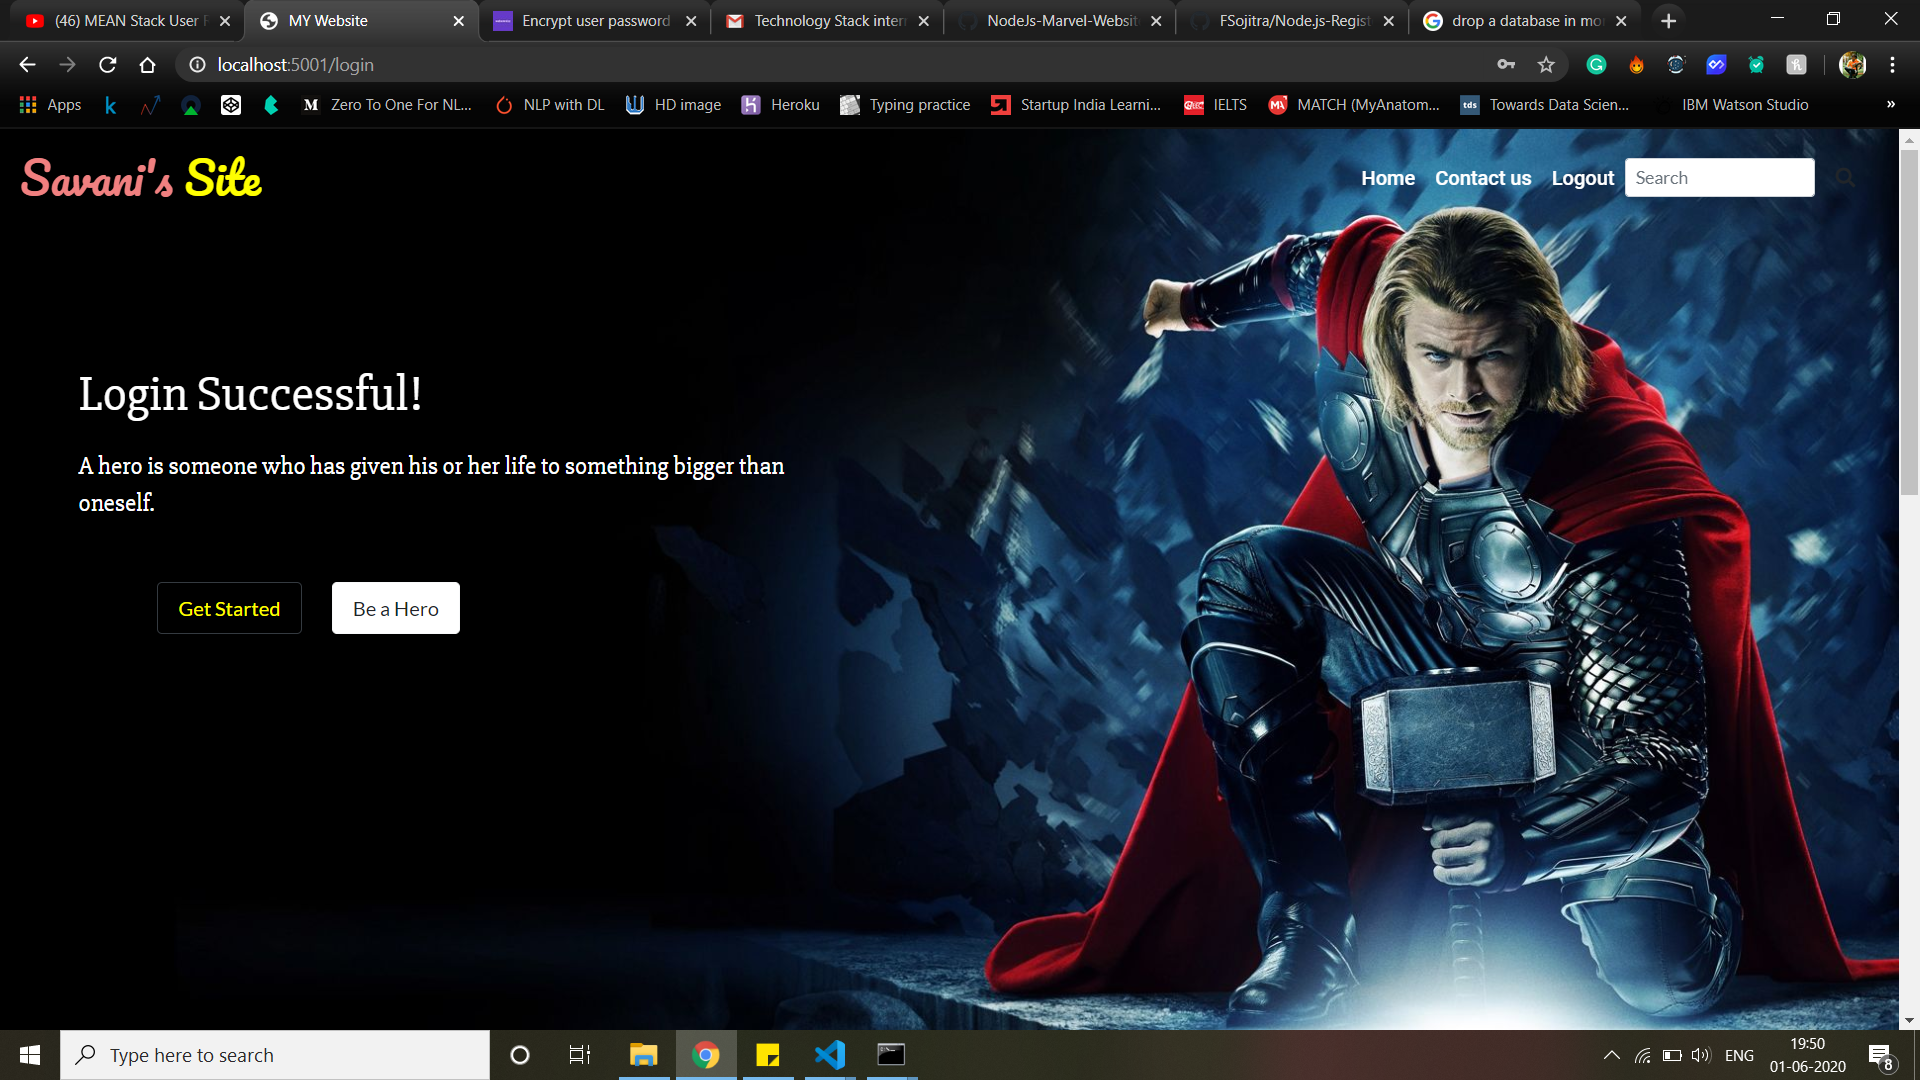 (46) MEAN Stack User R
MY Website
Encrypt user password
Technology Stack inter
NodeJs-Marvel-Websit
FSojitra/Node.js-Regist
drop a database in mo
localhost:5001/login
Apps
Zero To One For NL...
NLP with DL
HD image
Heroku
Typing practice
Startup India Learni...
IELTS
MATCH (MyAnatom...
tds
Towards Data Scien...
IBM Watson Studio
»
Savani's Site
Home
Contact us
Logout
Search
Login Successful!
A hero is someone who has given his or her life to something bigger than
oneself.
Get Started
Be a Hero
Type here to search
ENG
19:50
01-06-2020
8